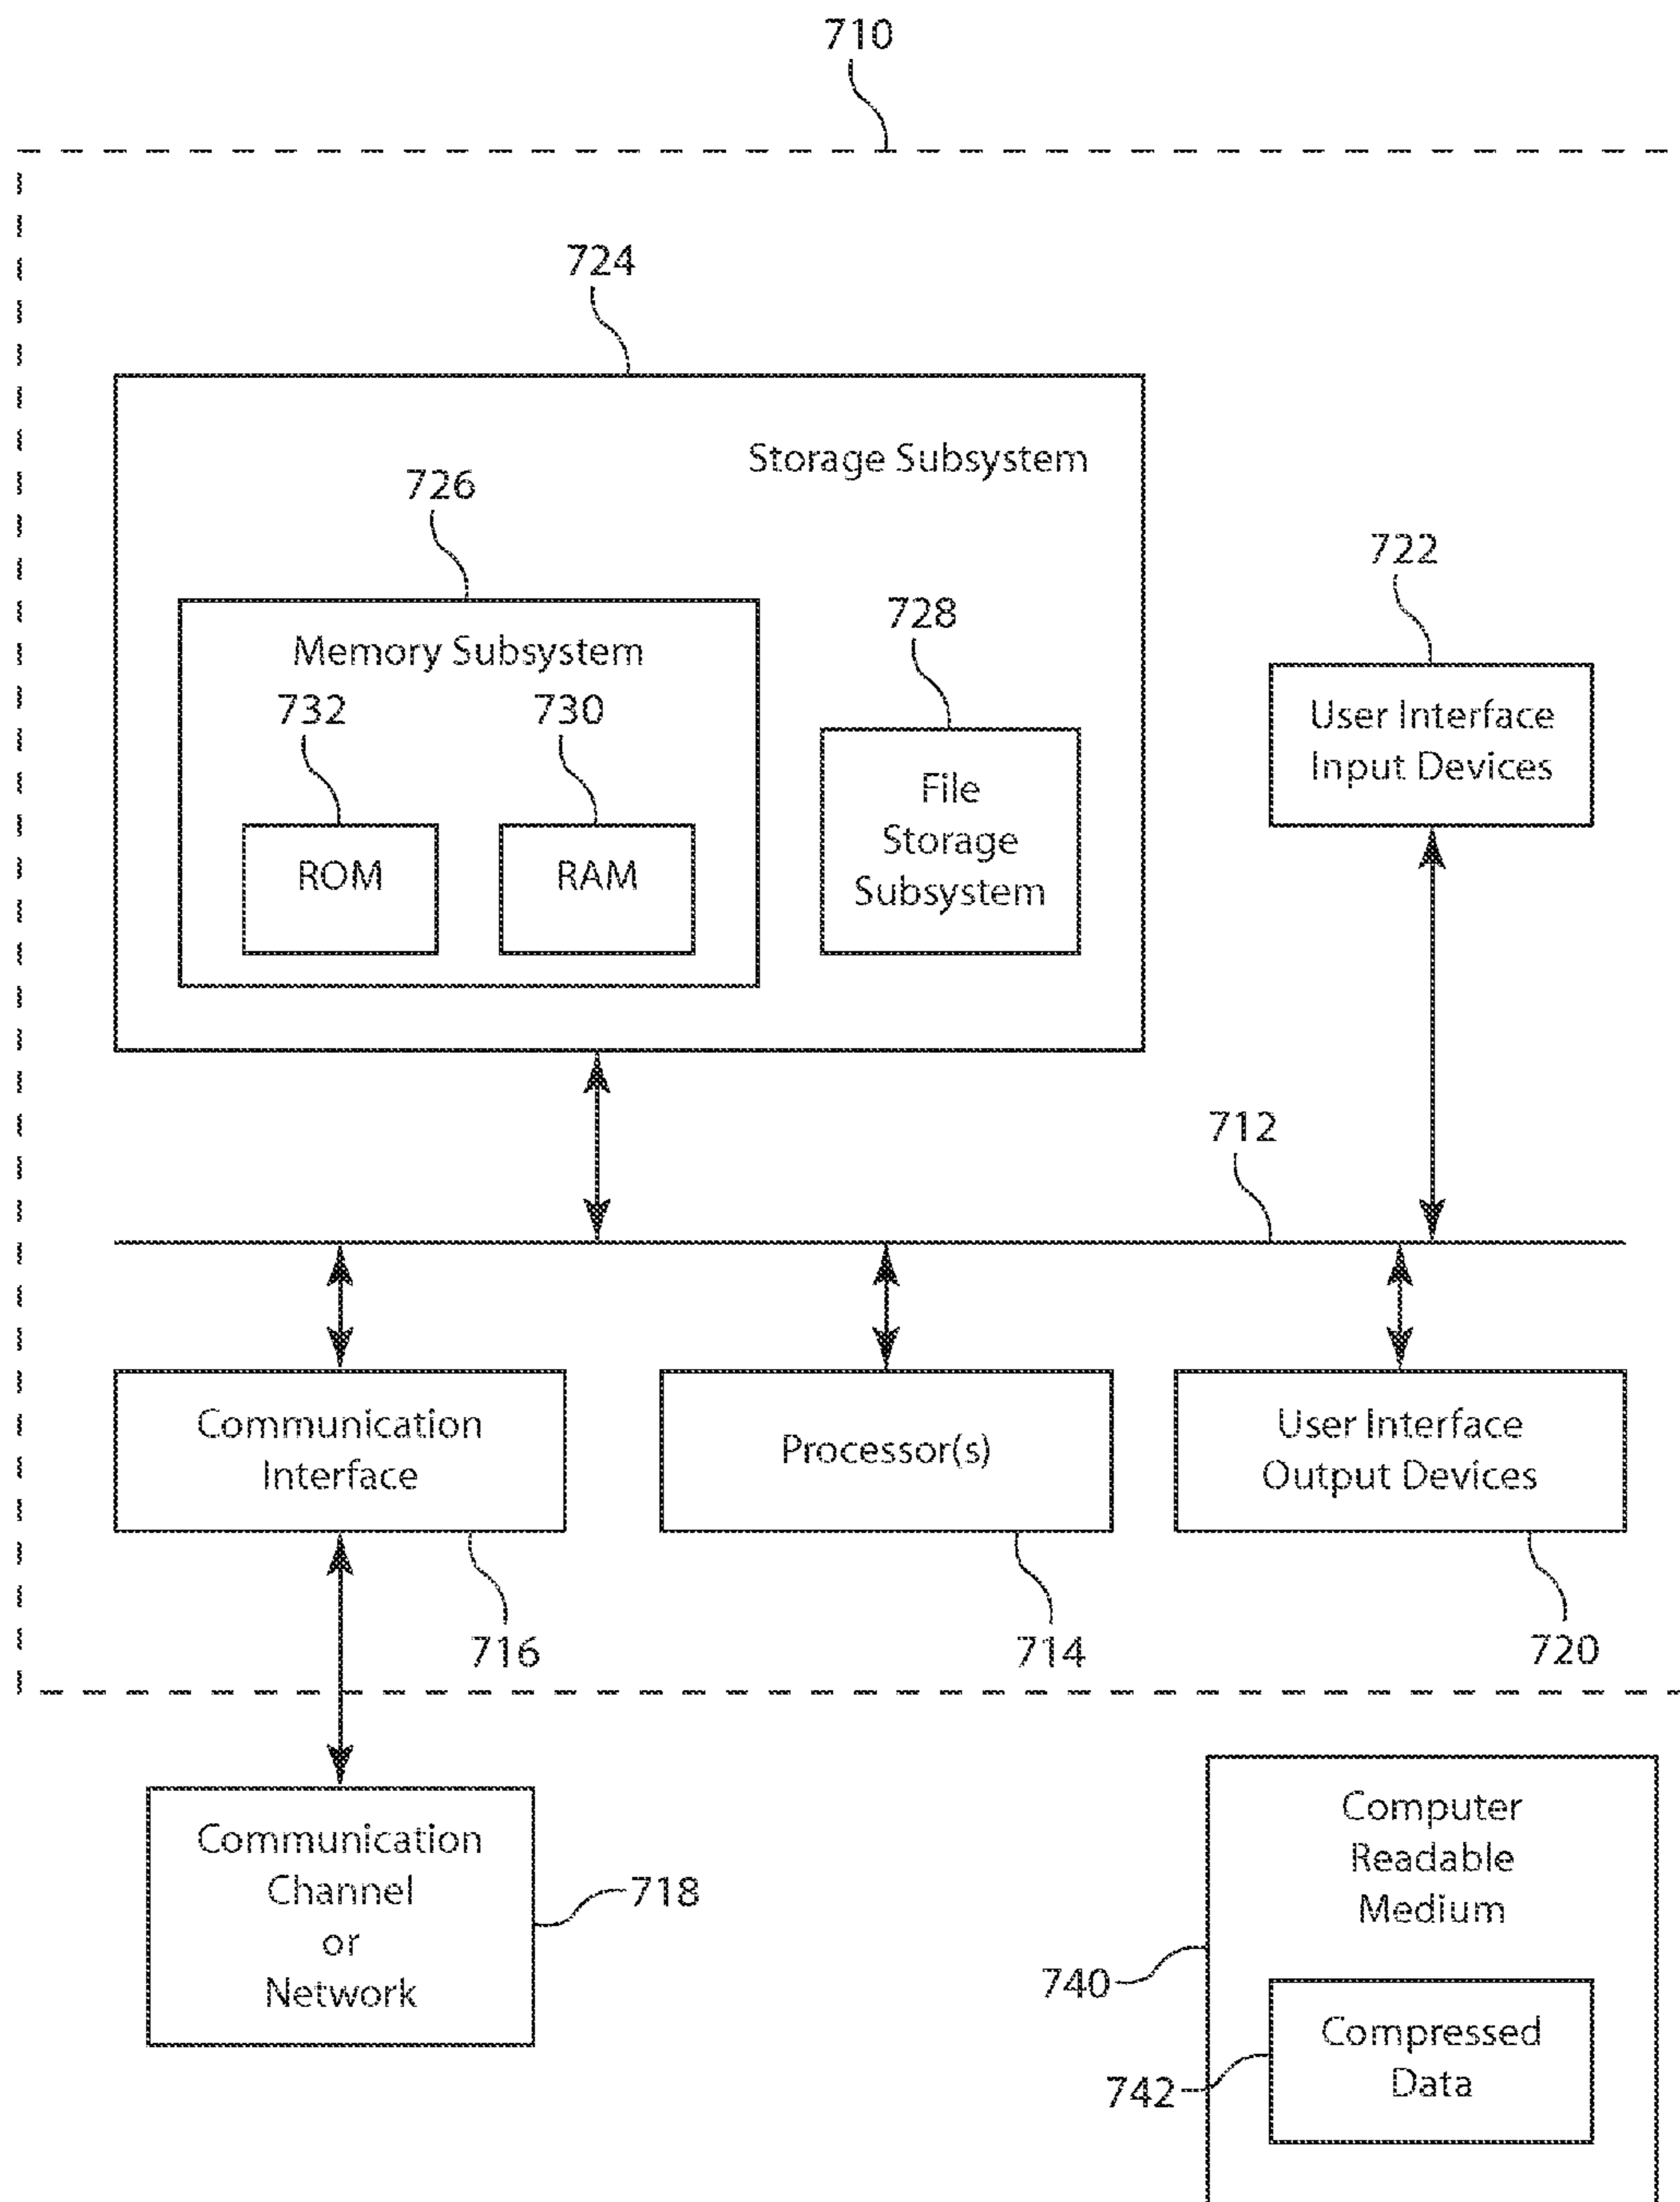 710
724
Storage Subsystem
726
Memory Subsystem
732
730
ROM
RAM
728
File
Storage
Subsystem
722
User Interface
Input Devices
712
Communication
Interface
Processor(s)
User Interface
Output Devices
716
714
720
Communication
Channel
or
Network
718
Computer
Readable
Medium
740
Compressed
Data
742